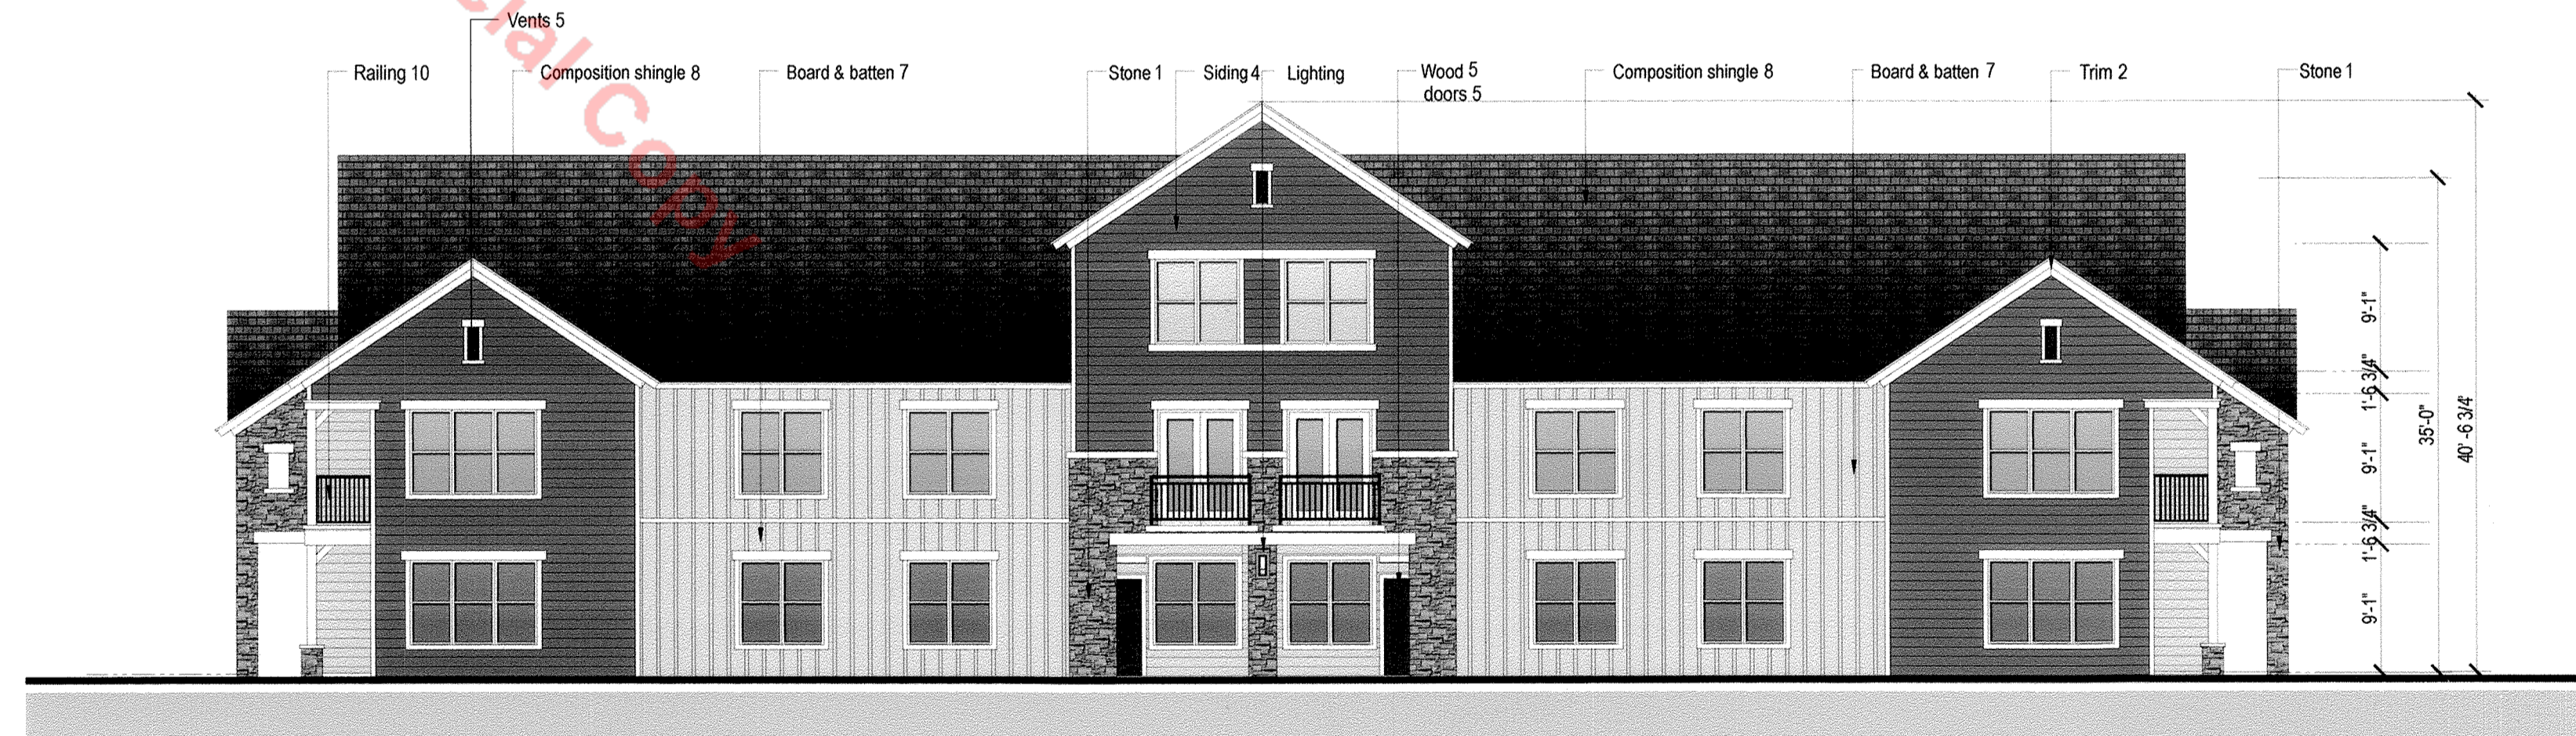 Vents 5
Railing 10
Composition shingle 8
Board & batten 7
Stone 1
Siding 4
Lighting
Wood 5
doors 5
Composition shingle 8
Board & batten 7
Trim 2
Stone 1
cial Copy
9'-1"
1'-6 3/4"
9'-1"
1'-6 3/4"
9'-1"
35'-0"
40'-6 3/4'